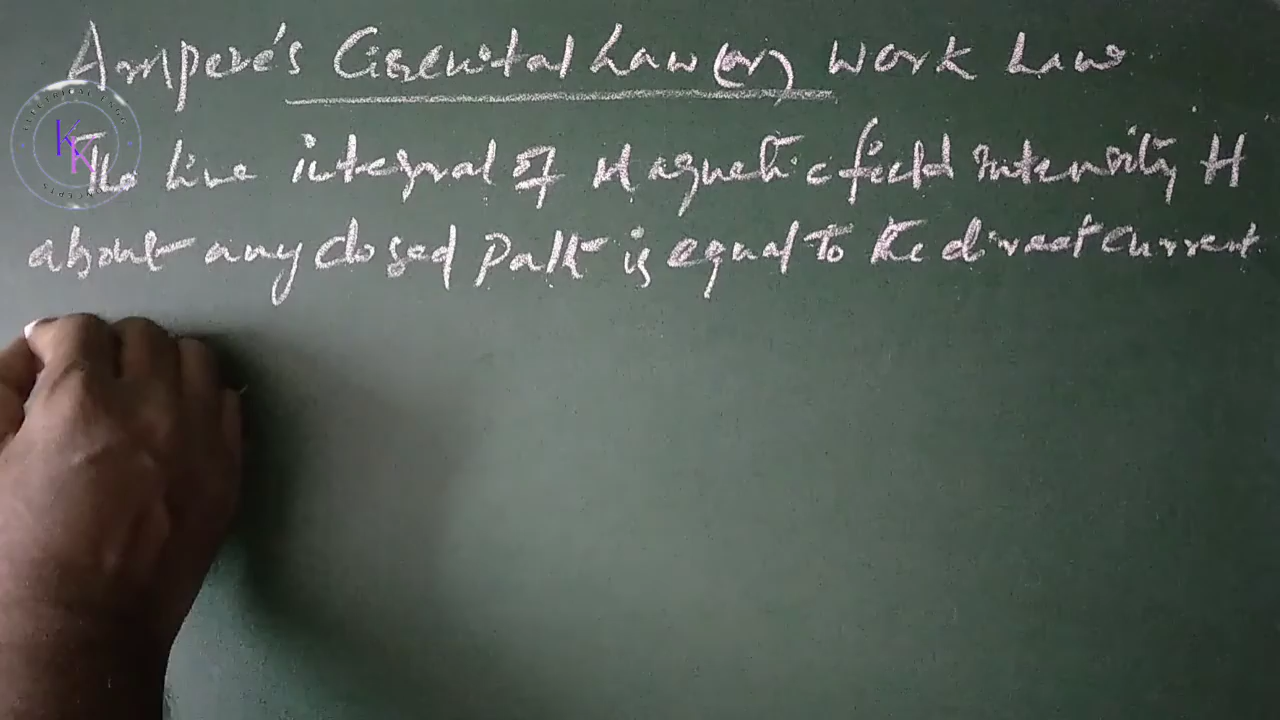 Ampere's Circuital Law (or) Work Law
The line integral of Magnetic field intensity H
about any closed path is equal to the direct current
KK